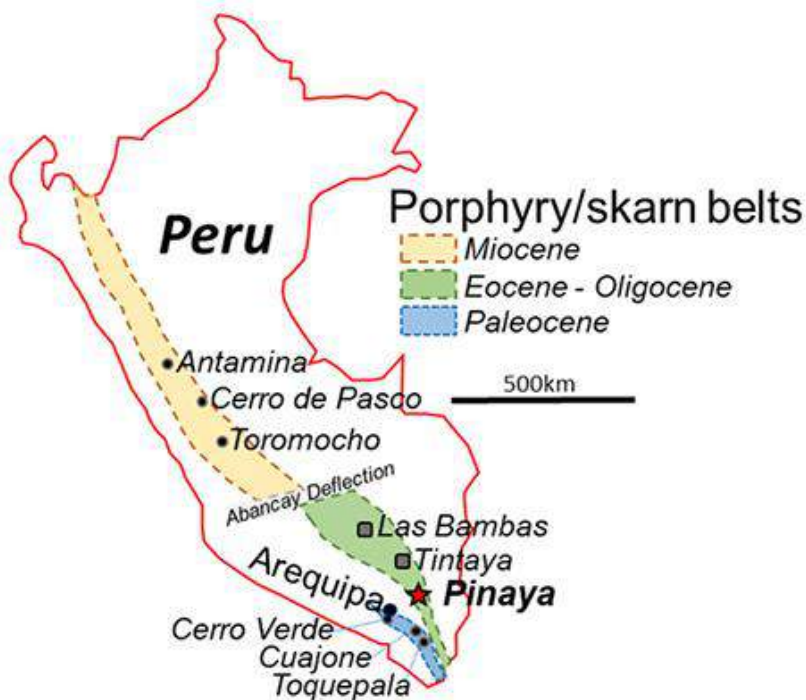 Peru
Porphyry/skarn belts
Miocene
Eocene - Oligocene
Paleocene
500km
Antamina
Cerro de Pasco
Toromocho
Abancay Deflection
Las Bambas
Tintaya
Pinaya
Arequipa
Cerro Verde
Cuajone
Toquepala